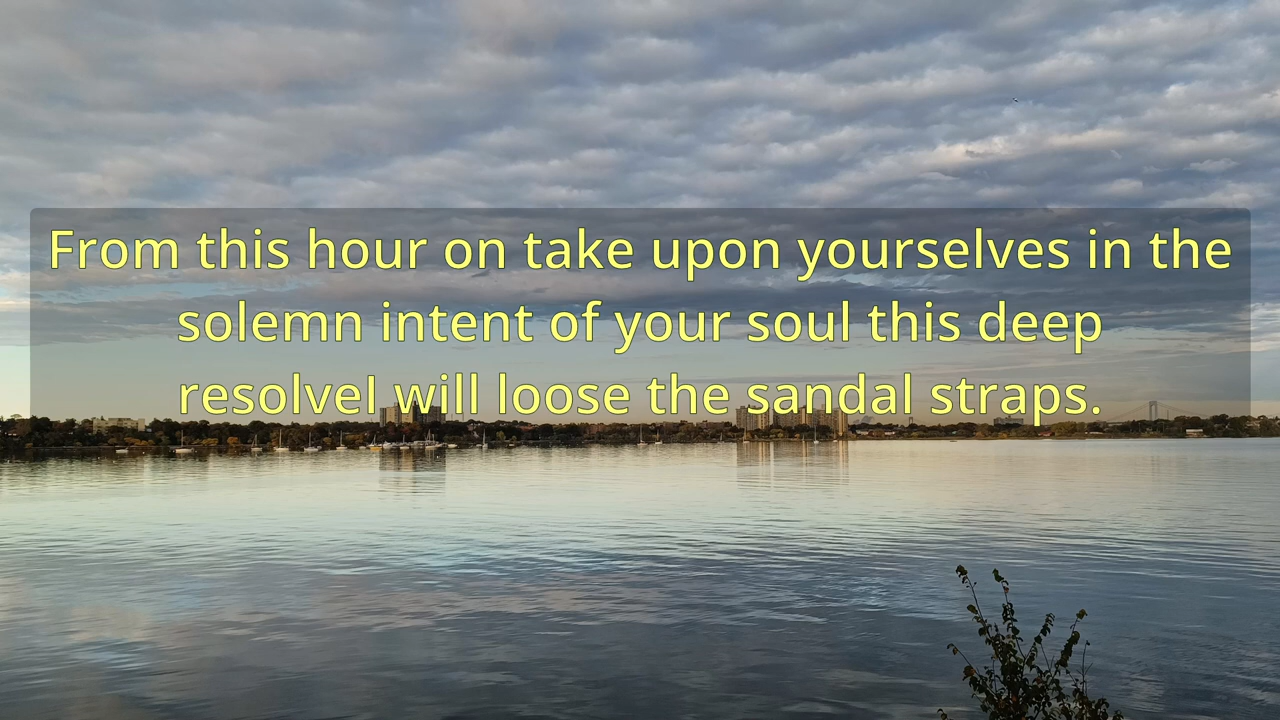 From this hour on take upon yourselves in the
solemn intent of your soul this deep
resolveI will loose the sandal straps.